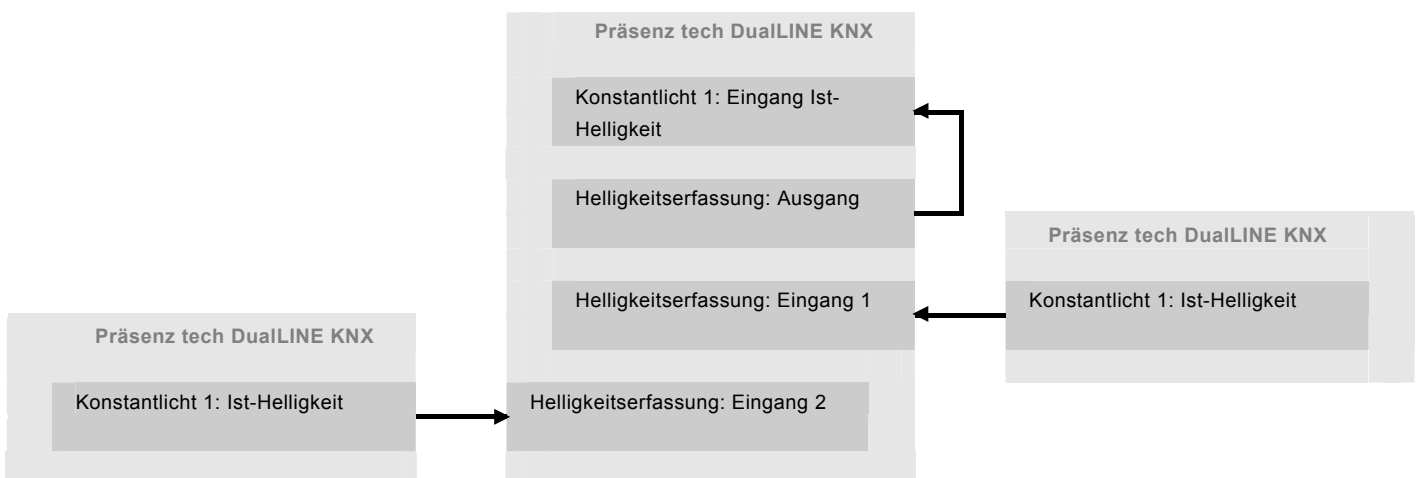 Präsenz tech DualLINE KNX
Konstantlicht 1: Eingang Ist-
Helligkeit
Helligkeitserfassung: Ausgang
Helligkeitserfassung: Eingang 1
Helligkeitserfassung: Eingang 2
Präsenz tech DualLINE KNX
Konstantlicht 1: Ist-Helligkeit
Präsenz tech DualLINE KNX
Konstantlicht 1: Ist-Helligkeit